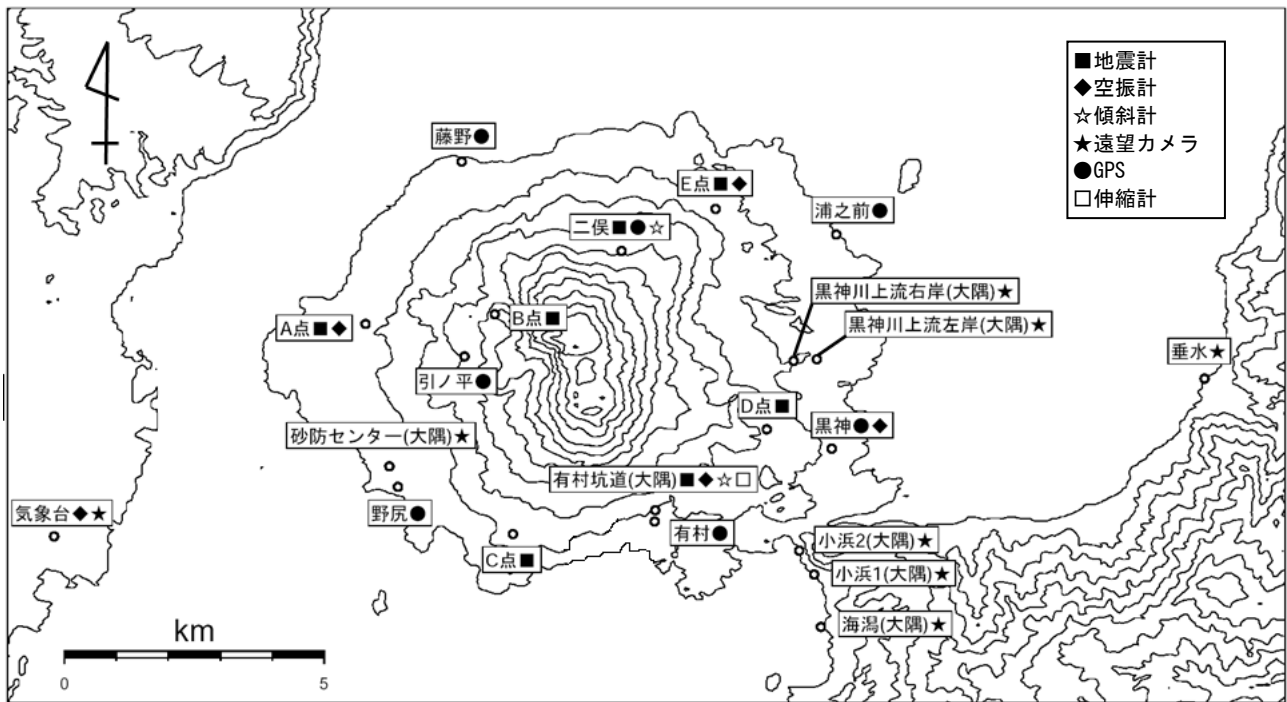 ■地震計
◆空振計
☆傾斜計
★遠望カメラ
●GPS
□伸縮計
藤野●
E点■◆
浦之前●
二俣■●☆
黒神川上流右岸(大隅)★
B点■
黒神川上流左岸(大隅)★
A点■◆
垂水★
引ノ平●
D点■
黒神●◆
砂防センター(大隅)★
有村坑道(大隅)■◆☆□
気象台◆★
野尻●
有村●
小浜2(大隅)★
C点■
小浜1(大隅)★
海潟(大隅)★
km
0 5